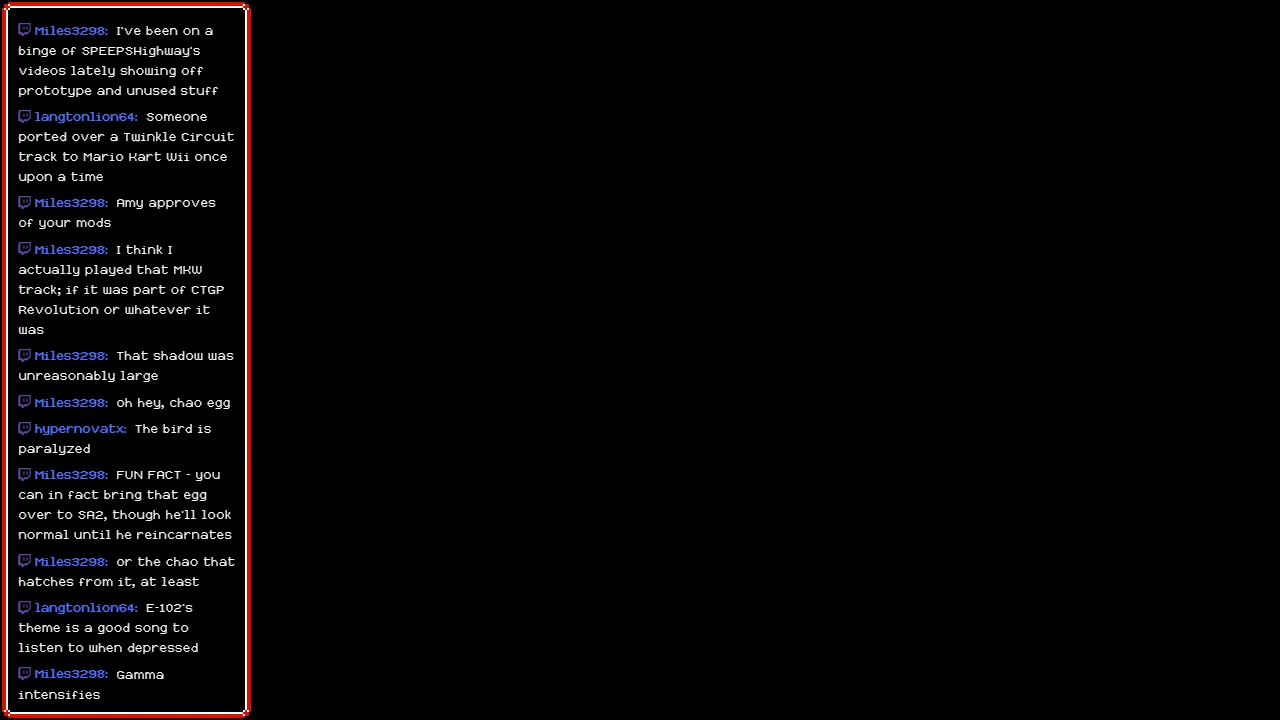 Miles3298: I've been on a
binge of SPEEPSHighway's
videos lately showing off
prototype and unused stuff
langtonlion64: Someone
ported over a Twinkle Circuit
track to Mario Kart Wii once
upon a time
Miles3298: Amy approves
of your mods
Miles3298: I think I
actually played that MKW
track; if it was part of CTGP
Revolution or whatever it
was
Miles3298: That shadow was
unreasonably large
Miles3298: oh hey, chao egg
hypernovatx: The bird is
paralyzed
Miles3298: FUN FACT - you
can in fact bring that egg
over to SA2, though he'll look
normal until he reincarnates
Miles3298: or the chao that
hatches from it, at least
langtonlion64: E-102's
theme is a good song to
listen to when depressed
Miles3298: Gamma
intensifies